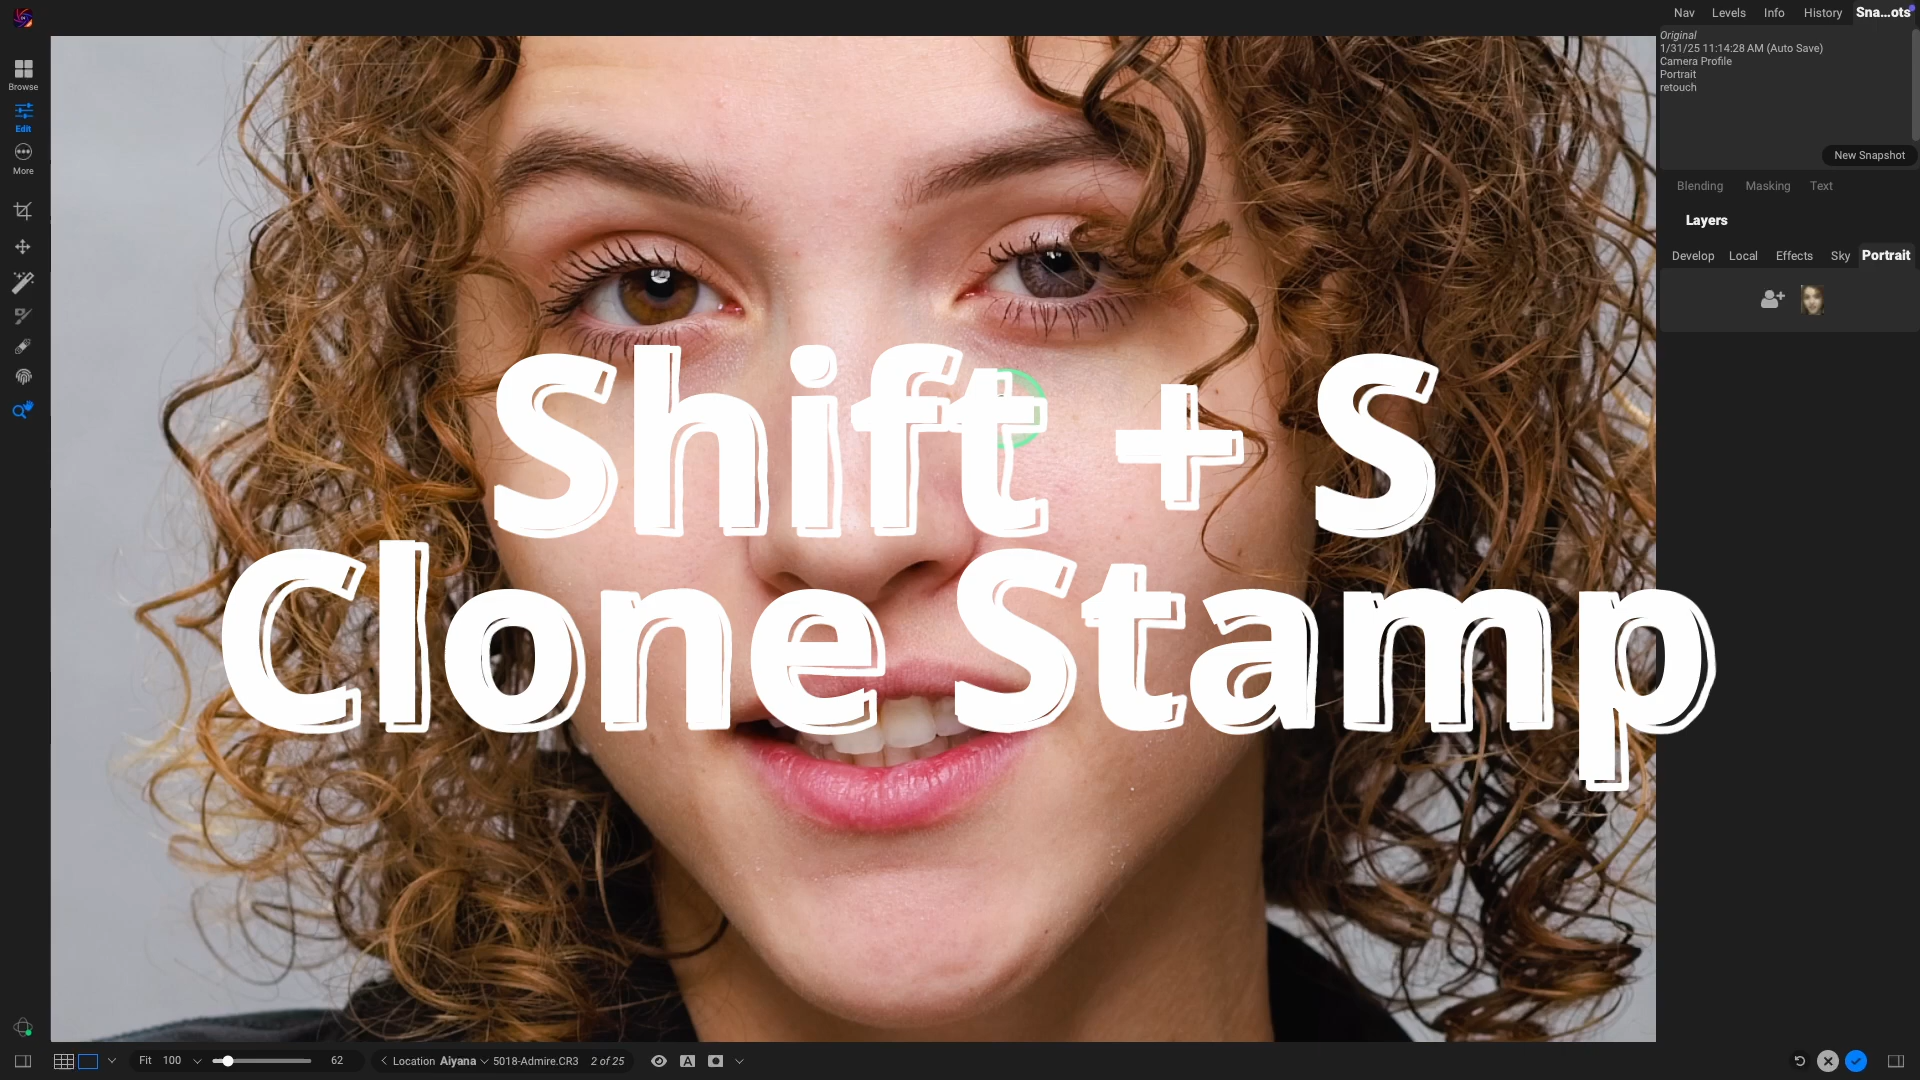 Nav Levels Info History Sna...ots
Original
1/31/25 11:14:28 AM (Auto Save)
Camera Profile
Portrait
retouch
New Snapshot
Blending Masking Text
Layers
Develop Local Effects Sky Portrait
Browse
Edit
More
Shift + S
Clone Stamp
Fit 100 62 Location Aiyana 5018-Admire.CR3 2 of 25
A